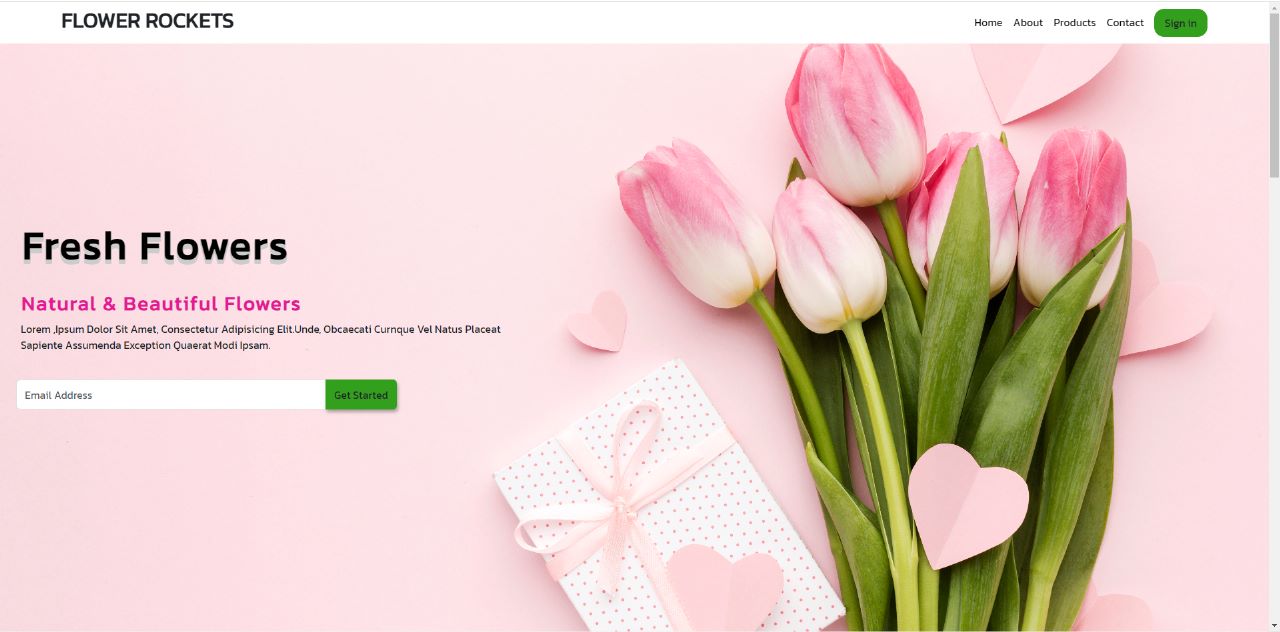 FLOWER ROCKETS
Home About Products Contact Sign in
Fresh Flowers
Natural & Beautiful Flowers
Lorem ,Ipsum Dolor Sit Amet, Consectetur Adipisicing Elit.Unde, Obcaecati Curnque Vel Natus Placeat
Sapiente Assumenda Exception Quaerat Modi Ipsam.
Email Address Get Started